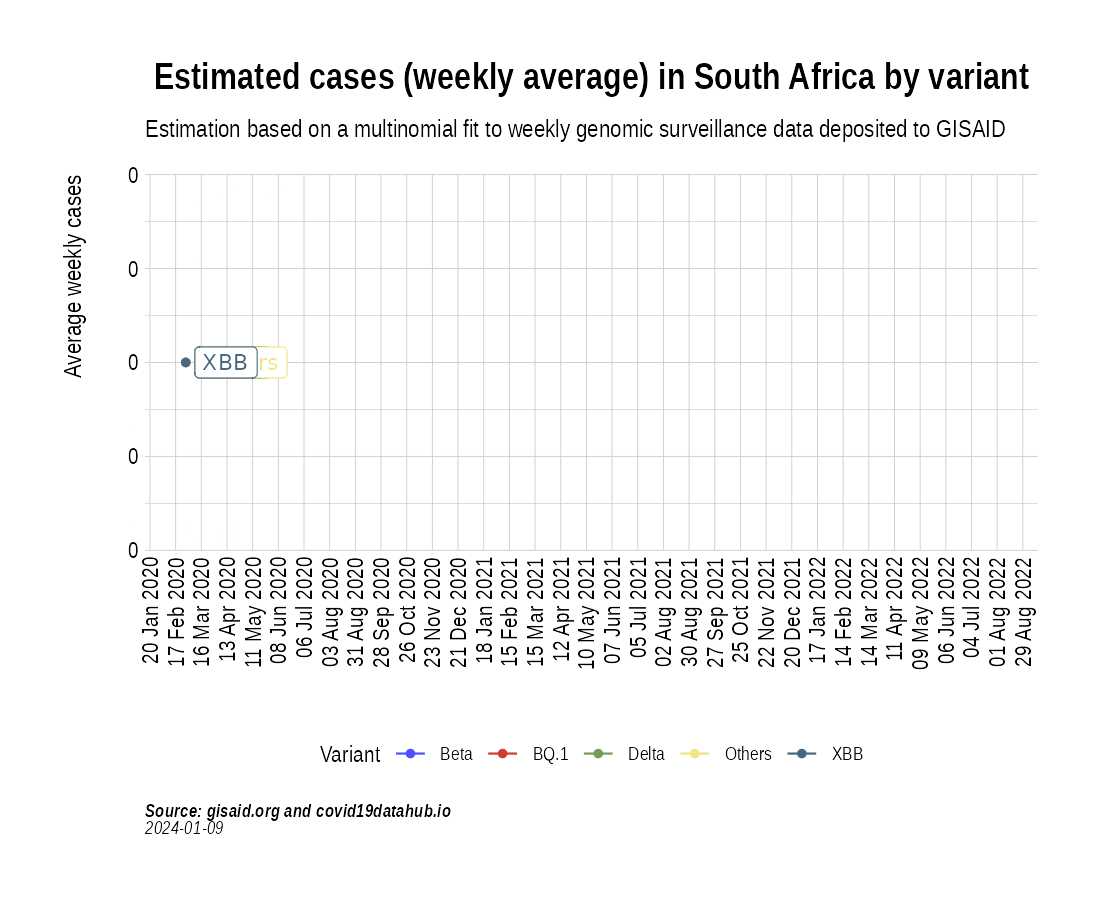 Estimated cases (weekly average) in South Africa by variant
Estimation based on a multinomial fit to weekly genomic surveillance data deposited to GISAID
Average weekly cases
0
0
0
0
0
XBB
rs
20 Jan 2020
17 Feb 2020
16 Mar 2020
13 Apr 2020
11 May 2020
08 Jun 2020
06 Jul 2020
03 Aug 2020
31 Aug 2020
28 Sep 2020
26 Oct 2020
23 Nov 2020
21 Dec 2020
18 Jan 2021
15 Feb 2021
15 Mar 2021
12 Apr 2021
10 May 2021
07 Jun 2021
05 Jul 2021
02 Aug 2021
30 Aug 2021
27 Sep 2021
25 Oct 2021
22 Nov 2021
20 Dec 2021
17 Jan 2022
14 Feb 2022
14 Mar 2022
11 Apr 2022
09 May 2022
06 Jun 2022
04 Jul 2022
01 Aug 2022
29 Aug 2022
Variant Beta BQ.1 Delta Others XBB
Source: gisaid.org and covid19datahub.io
2024-01-09